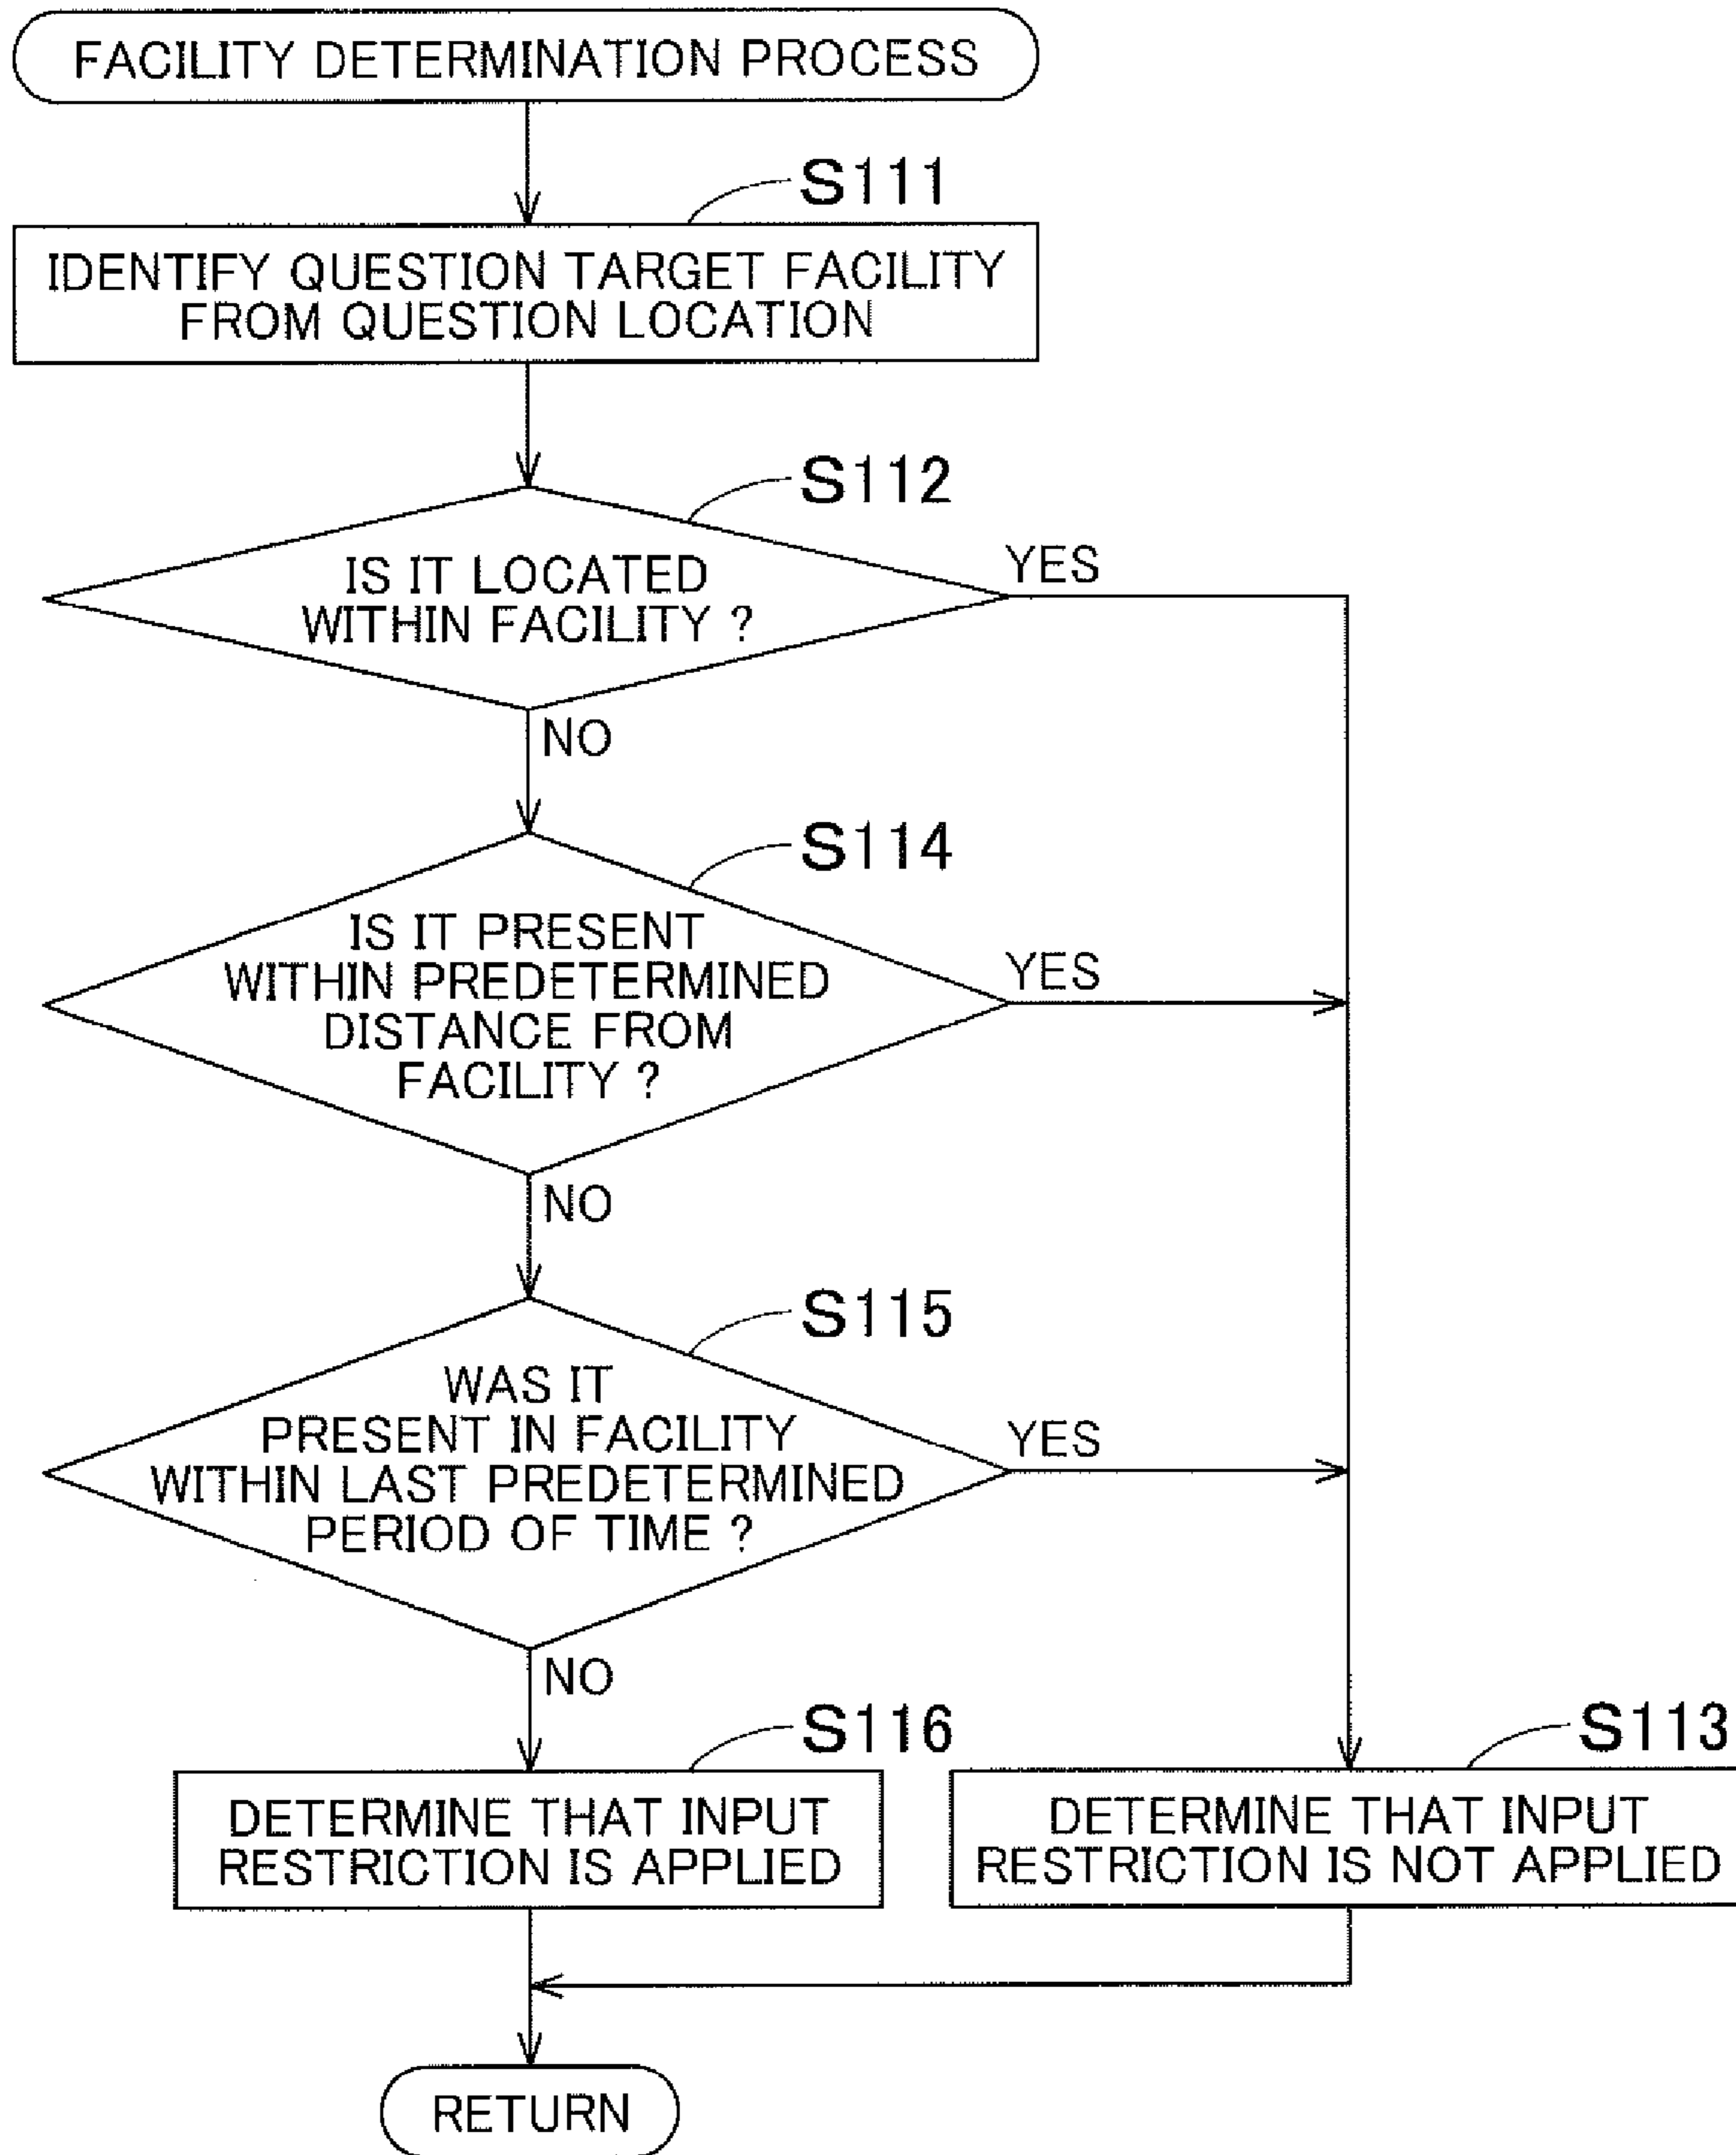 FACILITY DETERMINATION PROCESS
S111
IDENTIFY QUESTION TARGET FACILITY
FROM QUESTION LOCATION
S112
IS IT LOCATED
WITHIN FACILITY ?
YES
NO
S114
IS IT PRESENT
WITHIN PREDETERMINED
DISTANCE FROM
FACILITY ?
YES
NO
S115
WAS IT
PRESENT IN FACILITY
WITHIN LAST PREDETERMINED
PERIOD OF TIME ?
YES
NO
S116
DETERMINE THAT INPUT
RESTRICTION IS APPLIED
S113
DETERMINE THAT INPUT
RESTRICTION IS NOT APPLIED
RETURN